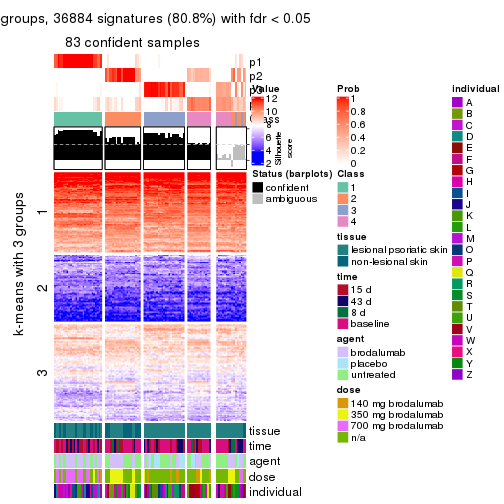 groups, 36884 signatures (80.8%) with fdr < 0.05
83 confident samples
p1
p2
p3
Class
k-means with 3 groups
1
2
3
tissue
time
agent
dose
individual
Value
12
10
8
6
4
2
Silhouette
score
Status (barplots)
confident
ambiguous
Prob
1
0.8
0.6
0.4
0.2
0
Class
1
2
3
4
tissue
lesional psoriatic skin
non-lesional skin
time
15 d
43 d
8 d
baseline
agent
brodalumab
placebo
untreated
dose
140 mg brodalumab
350 mg brodalumab
700 mg brodalumab
n/a
individual
A
B
C
D
E
F
G
H
I
J
K
L
M
O
P
Q
R
S
T
U
V
W
X
Y
Z